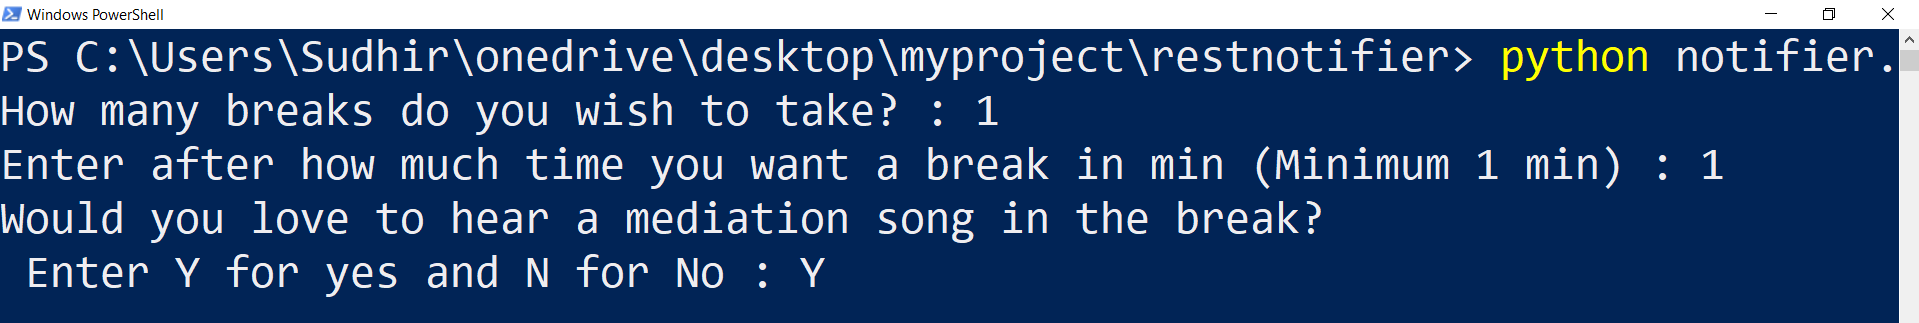 Windows PowerShell
PS C:\Users\Sudhir\onedrive\desktop\myproject\restnotifier> python notifier.
How many breaks do you wish to take? : 1
Enter after how much time you want a break in min (Minimum 1 min) : 1
Would you love to hear a mediation song in the break?
 Enter Y for yes and N for No : Y